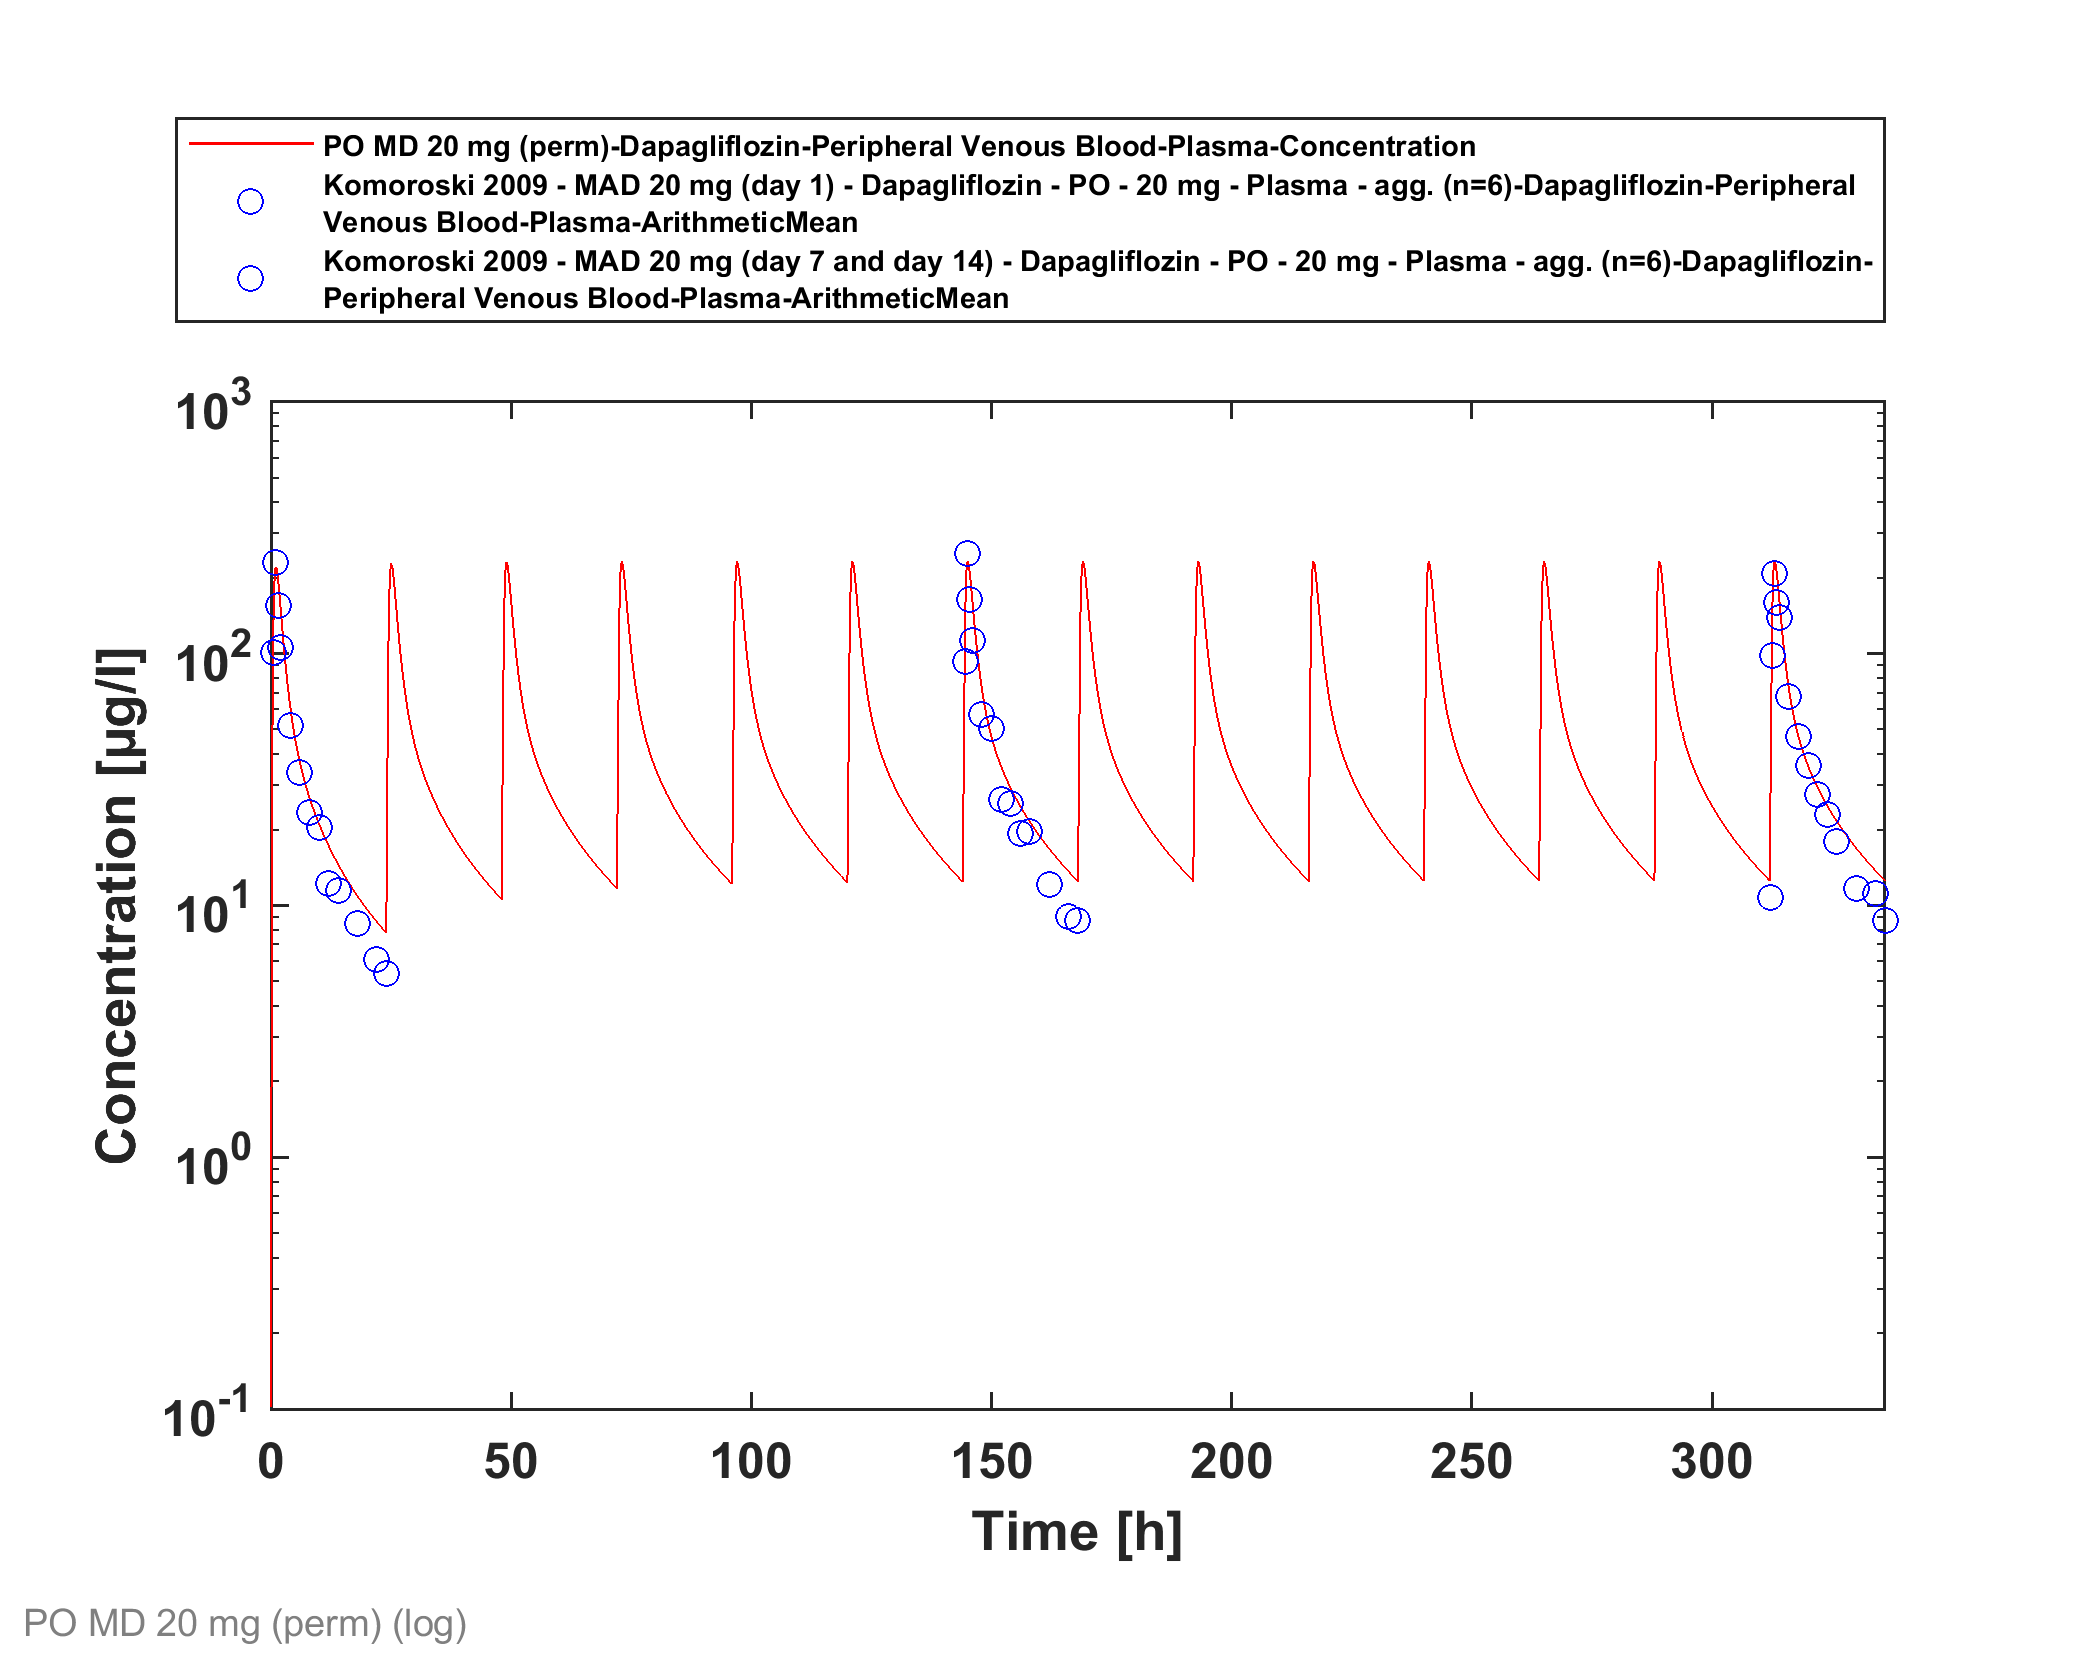 PO MD 20 mg (perm)-Dapagliflozin-Peripheral Venous Blood-Plasma-Concentration
Komoroski 2009 - MAD 20 mg (day 1) - Dapagliflozin - PO - 20 mg - Plasma - agg. (n=6)-Dapagliflozin-Peripheral
Venous Blood-Plasma-ArithmeticMean
Komoroski 2009 - MAD 20 mg (day 7 and day 14) - Dapagliflozin - PO - 20 mg - Plasma - agg. (n=6)-Dapagliflozin-
Peripheral Venous Blood-Plasma-ArithmeticMean
10^3
10^2
10^1
10^0
10^-1
Concentration [µg/l]
0 50 100 150 200 250 300
Time [h]
PO MD 20 mg (perm) (log)